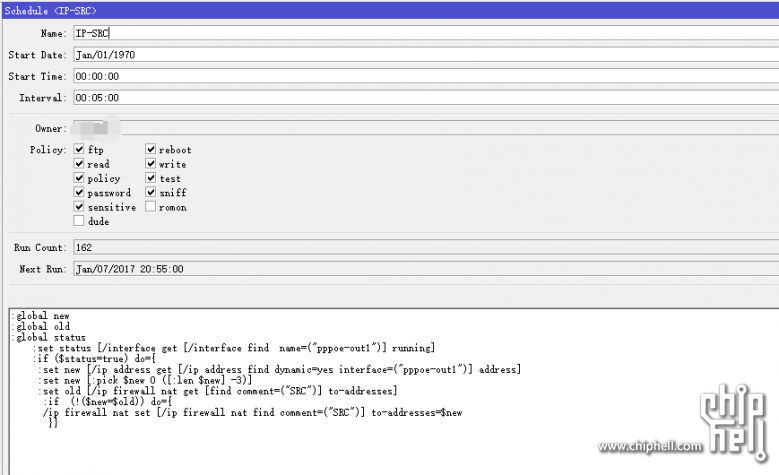 Schedule <IP-SRC>
Name: IP-SRC
Start Date: Jan/01/1970
Start Time: 00:00:00
Interval: 00:05:00
Owner:
Policy: ftp reboot
read write
policy test
password sniff
sensitive romon
dude
Run Count: 162
Next Run: Jan/07/2017 20:55:00
:global new
:global old
:global status
:set status [/interface get [/interface find name=("pppoe-out1")] running]
:if ($status=true) do={
:set new [/ip address get [/ip address find dynamic=yes interface=("pppoe-out1")] address]
:set new [:pick $new 0 ([:len $new] -3)]
:set old [/ip firewall nat get [find comment=("SRC")] to-addresses]
:if (!($new=$old)) do={
/ip firewall nat set [/ip firewall nat find comment=("SRC")] to-addresses=$new
}}
chip
hell
www.chiphell.com